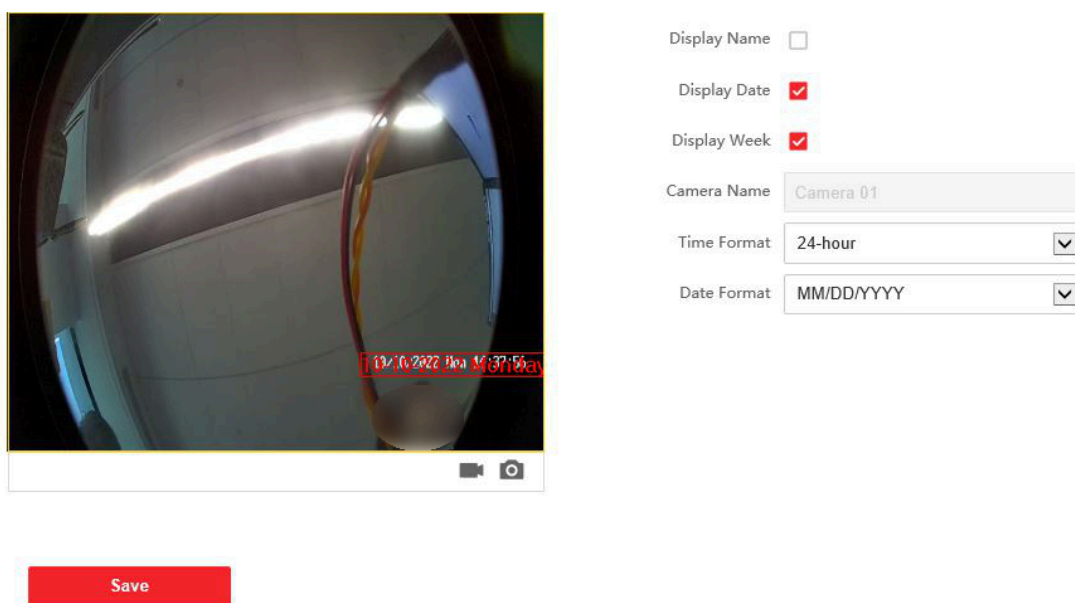 Display Name
Display Date
Display Week
Camera Name Camera 01
Time Format 24-hour
Date Format MM/DD/YYYY
Save